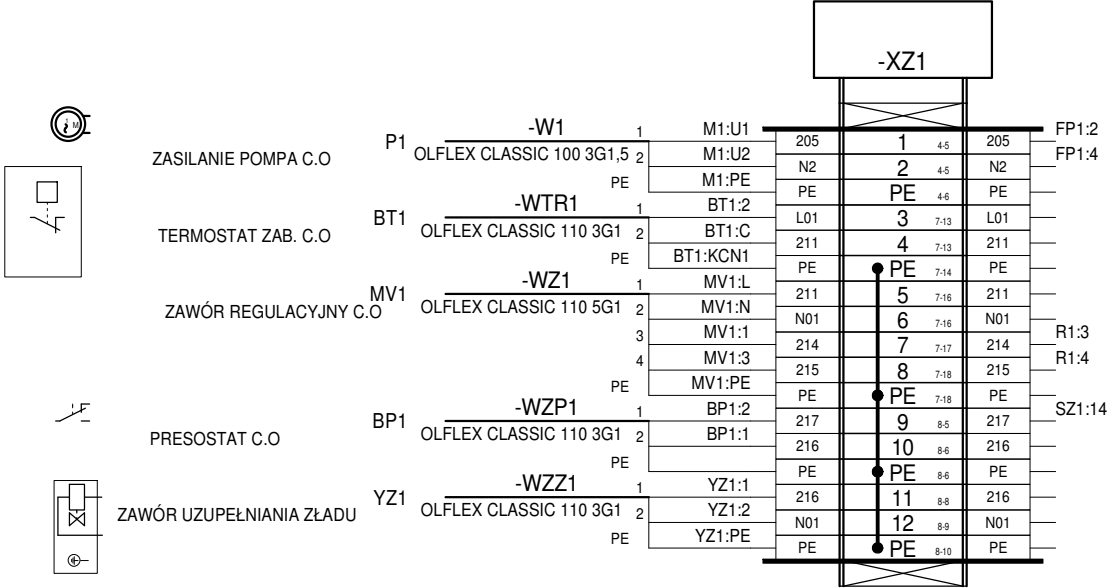 -XZ1
-W1
P1 OLFLEX CLASSIC 100 3G1,5
ZASILANIE POMPA C.O
M
1 M1:U1 205 1 4-5 205 FP1:2
2 M1:U2 N2 2 4-5 N2 FP1:4
PE M1:PE PE PE 4-6 PE
-WTR1
BT1 OLFLEX CLASSIC 110 3G1
TERMOSTAT ZAB. C.O
1 BT1:2 L01 3 7-13 L01
2 BT1:C 211 4 7-13 211
PE BT1:KCN1 PE PE 7-14 PE
-WZ1
MV1 OLFLEX CLASSIC 110 5G1
ZAWÓR REGULACYJNY C.O
1 MV1:L 211 5 7-16 211
2 MV1:N N01 6 7-16 N01
3 MV1:1 214 7 7-17 214 R1:3
4 MV1:3 215 8 7-18 215 R1:4
PE MV1:PE PE PE 7-18 PE
-WZP1
BP1 OLFLEX CLASSIC 110 3G1
PRESOSTAT C.O
1 BP1:2 217 9 8-5 217 SZ1:14
2 BP1:1 216 10 8-6 216
PE PE PE 8-6 PE
-WZZ1
YZ1 OLFLEX CLASSIC 110 3G1
ZAWÓR UZUPEŁNIANIA ZŁADU
1 YZ1:1 216 11 8-8 216
2 YZ1:2 N01 12 8-9 N01
PE YZ1:PE PE PE 8-10 PE